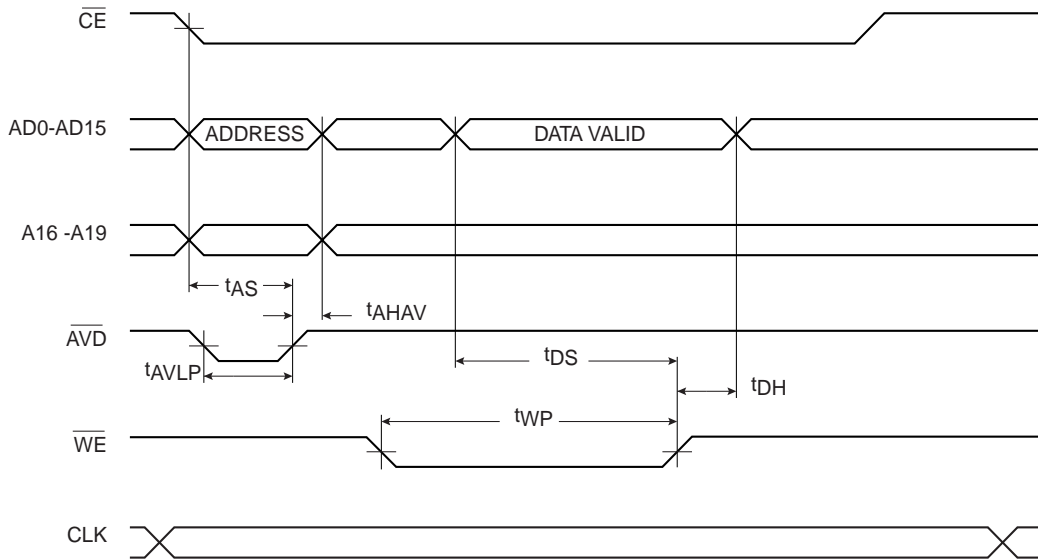 CE
AD0-AD15 ADDRESS DATA VALID
A16 -A19
tAS
tAHAV
AVD
tDS
tAVLP
tDH
tWP
WE
CLK